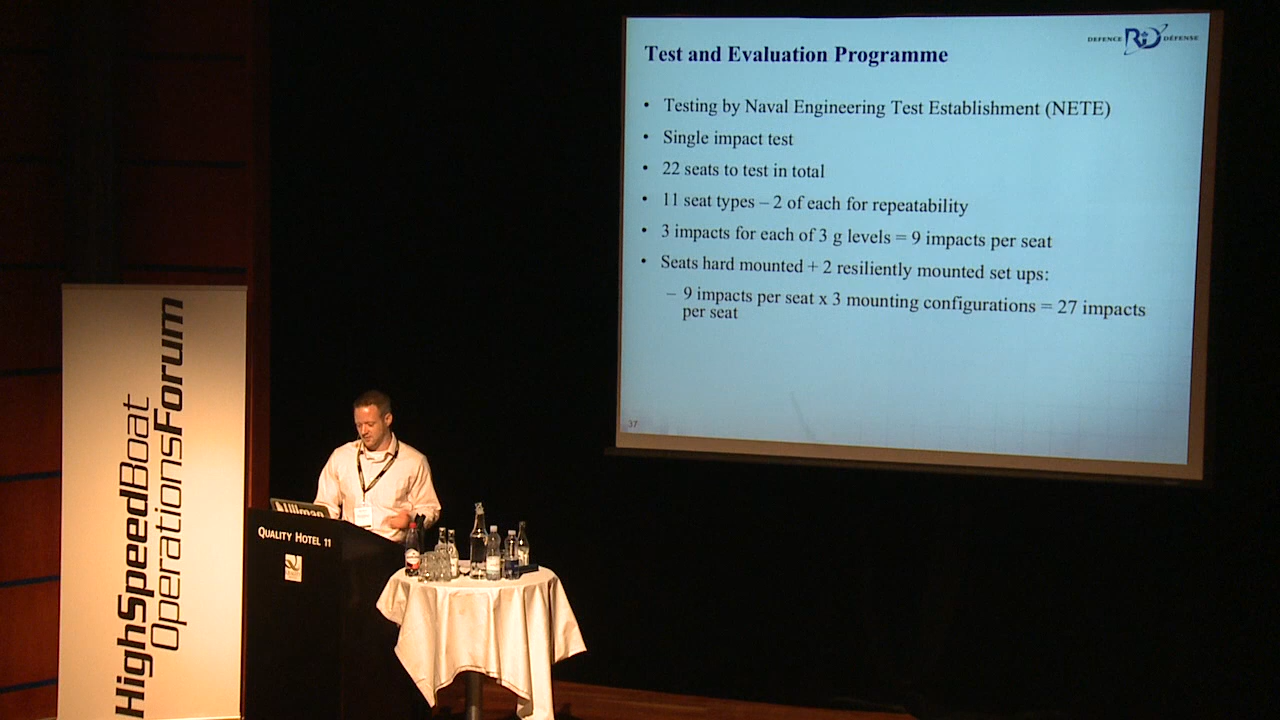 DEFENCE R&D DÉFENSE
Test and Evaluation Programme
• Testing by Naval Engineering Test Establishment (NETE)
• Single impact test
• 22 seats to test in total
• 11 seat types – 2 of each for repeatability
• 3 impacts for each of 3 g levels = 9 impacts per seat
• Seats hard mounted + 2 resiliently mounted set ups:
– 9 impacts per seat x 3 mounting configurations = 27 impacts
per seat
37
HighSpeedBoat
OperationsForum
Ullman
QUALITY HOTEL 11